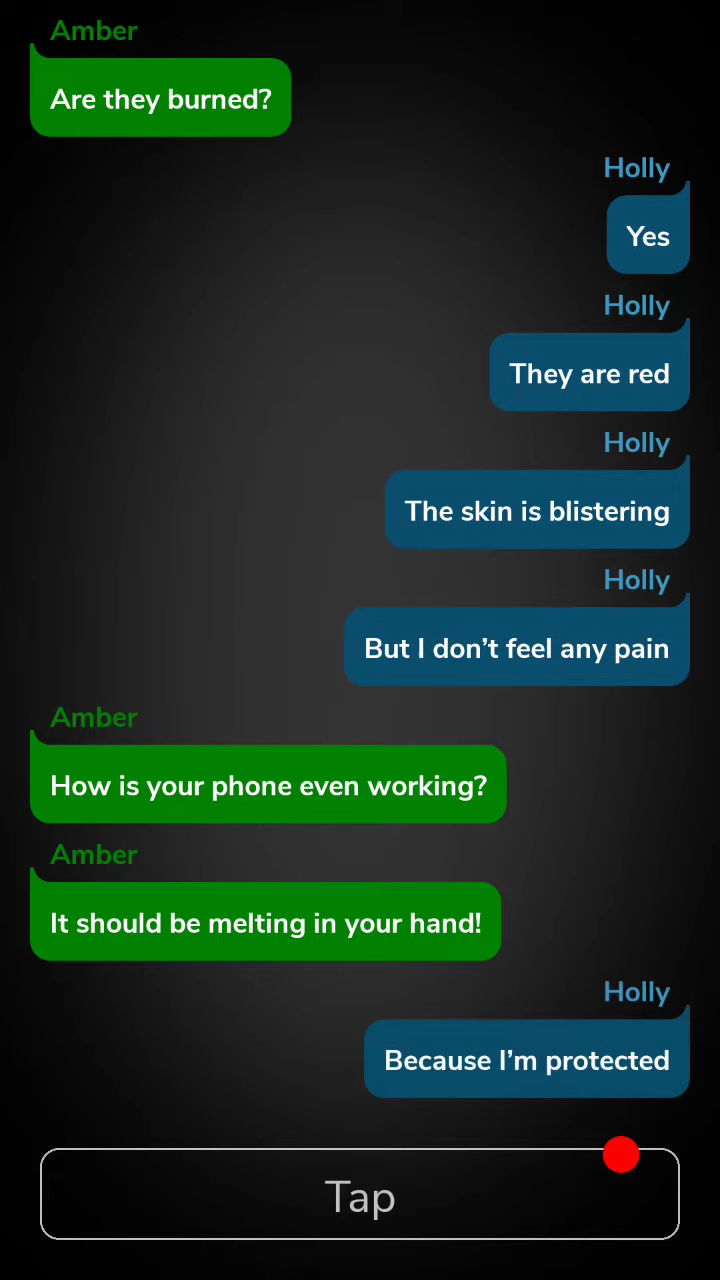 Amber
Are they burned?
Holly
Yes
Holly
They are red
Holly
The skin is blistering
Holly
But I don’t feel any pain
Amber
How is your phone even working?
Amber
It should be melting in your hand!
Holly
Because I’m protected
Tap